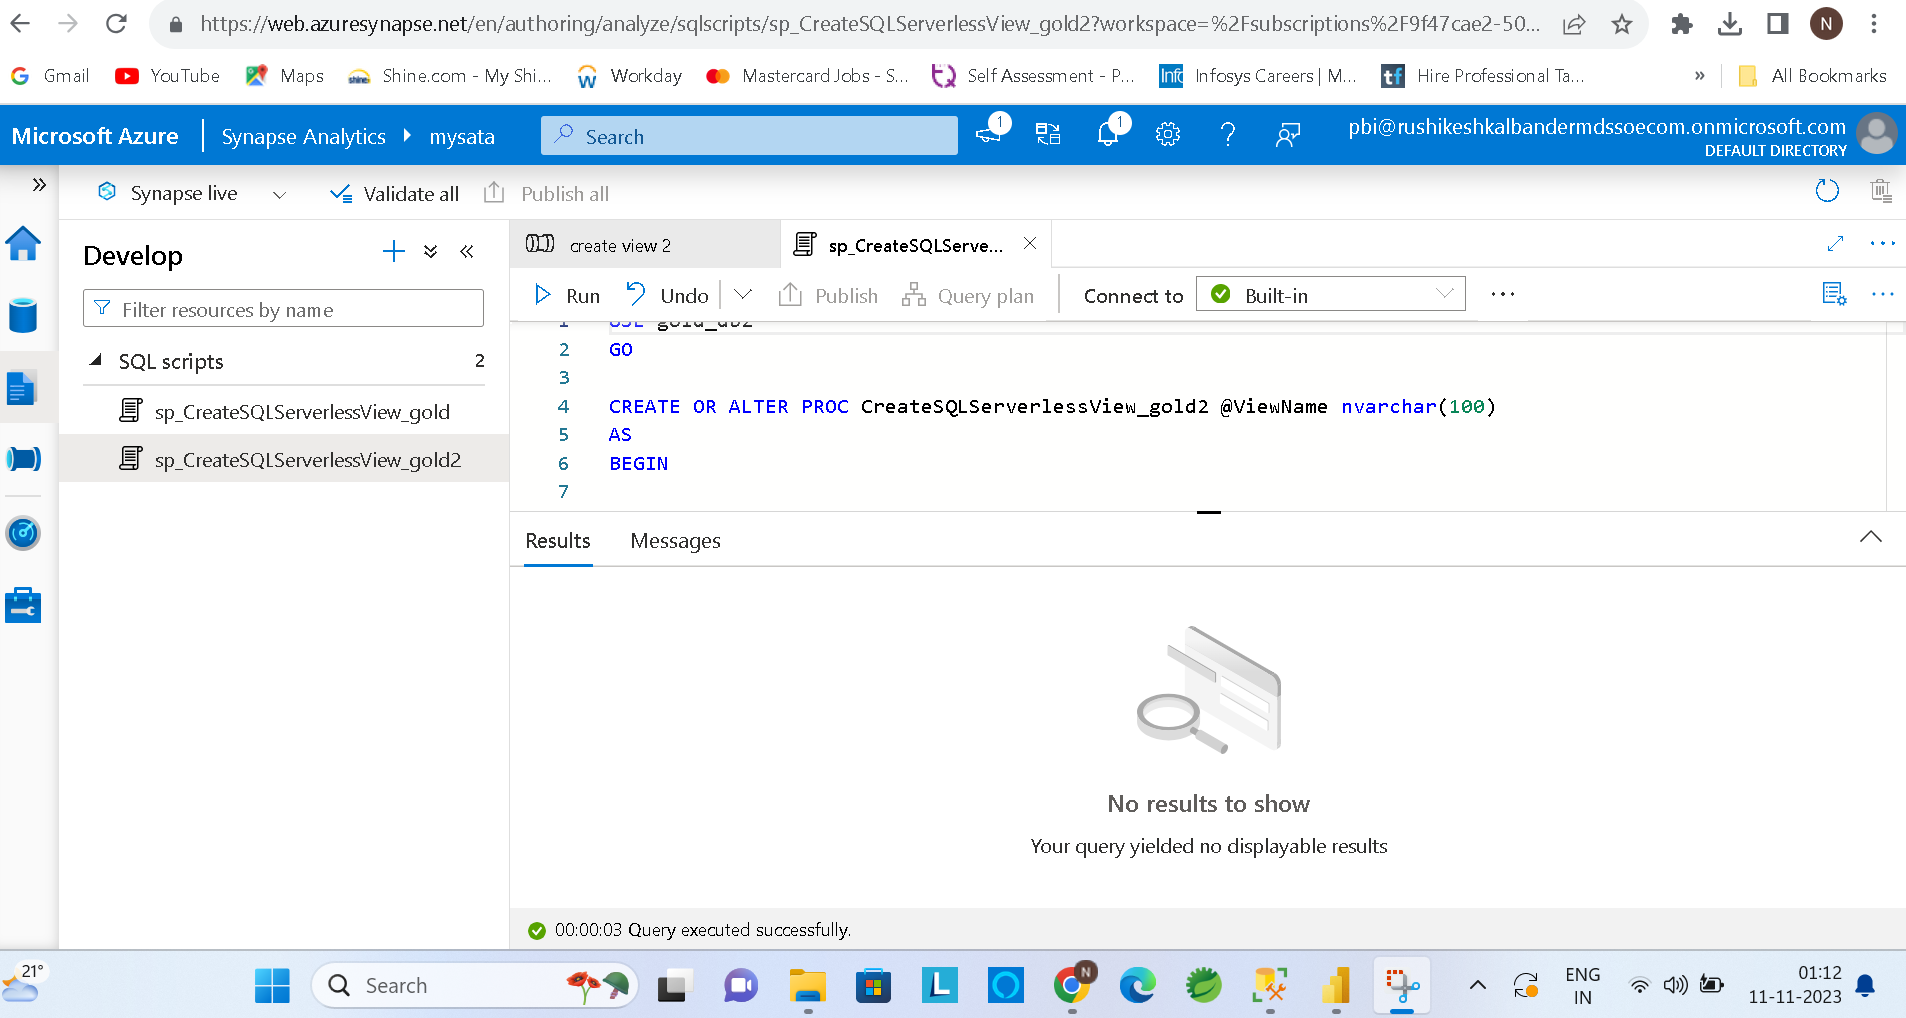 https://web.azuresynapse.net/en/authoring/analyze/sqlscripts/sp_CreateSQLServerlessView_gold2?workspace=%2Fsubscriptions%2F9f47cae2-50...
N
Gmail YouTube Maps Shine.com - My Shi... Workday Mastercard Jobs - S... Self Assessment - P... Infosys Careers | M... Hire Professional Ta... » All Bookmarks
Microsoft Azure Synapse Analytics mysata Search 1 1 pbi@rushikeshkalbandermdssoecom.onmicrosoft.com
DEFAULT DIRECTORY
Synapse live Validate all Publish all
Develop
create view 2 sp_CreateSQLServe...
Filter resources by name
Run Undo Publish Query plan Connect to Built-in
SQL scripts 2
sp_CreateSQLServerlessView_gold
sp_CreateSQLServerlessView_gold2
1 USE gold_db2
2 GO
3
4 CREATE OR ALTER PROC CreateSQLServerlessView_gold2 @ViewName nvarchar(100)
5 AS
6 BEGIN
7
Results Messages
No results to show
Your query yielded no displayable results
00:00:03 Query executed successfully.
21°
Search
N
ENG
IN
01:12
11-11-2023